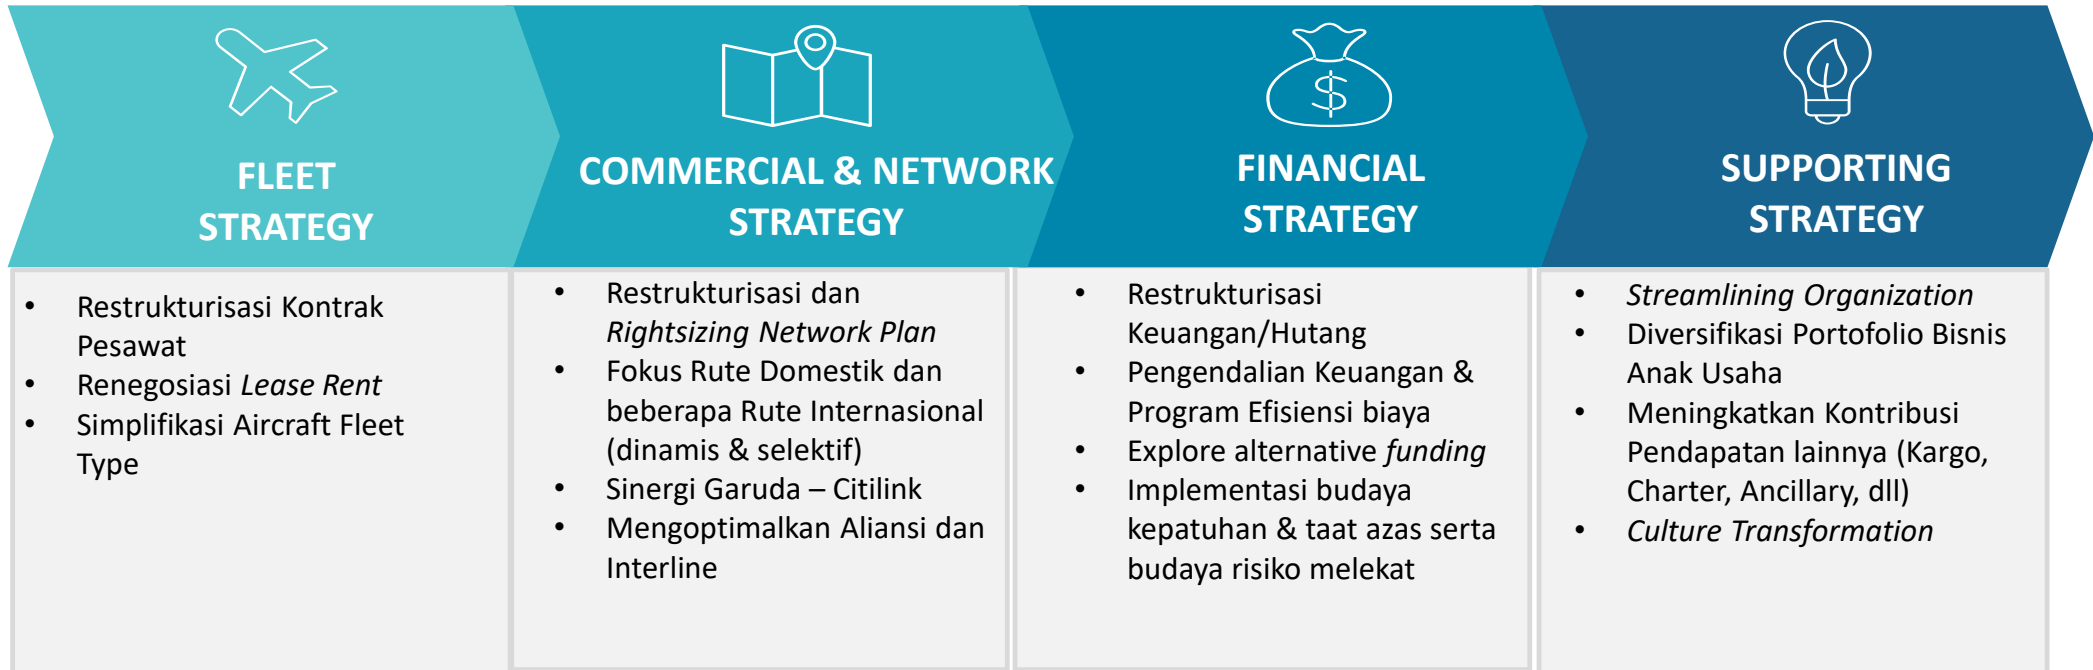 FLEET
STRATEGY
• Restrukturisasi Kontrak
Pesawat
• Renegosiasi Lease Rent
• Simplifikasi Aircraft Fleet
Type
COMMERCIAL & NETWORK
STRATEGY
• Restrukturisasi dan
Rightsizing Network Plan
• Fokus Rute Domestik dan
beberapa Rute Internasional
(dinamis & selektif)
• Sinergi Garuda – Citilink
• Mengoptimalkan Aliansi dan
Interline
$
FINANCIAL
STRATEGY
• Restrukturisasi
Keuangan/Hutang
• Pengendalian Keuangan &
Program Efisiensi biaya
• Explore alternative funding
• Implementasi budaya
kepatuhan & taat azas serta
budaya risiko melekat
SUPPORTING
STRATEGY
• Streamlining Organization
• Diversifikasi Portofolio Bisnis
Anak Usaha
• Meningkatkan Kontribusi
Pendapatan lainnya (Kargo,
Charter, Ancillary, dll)
• Culture Transformation